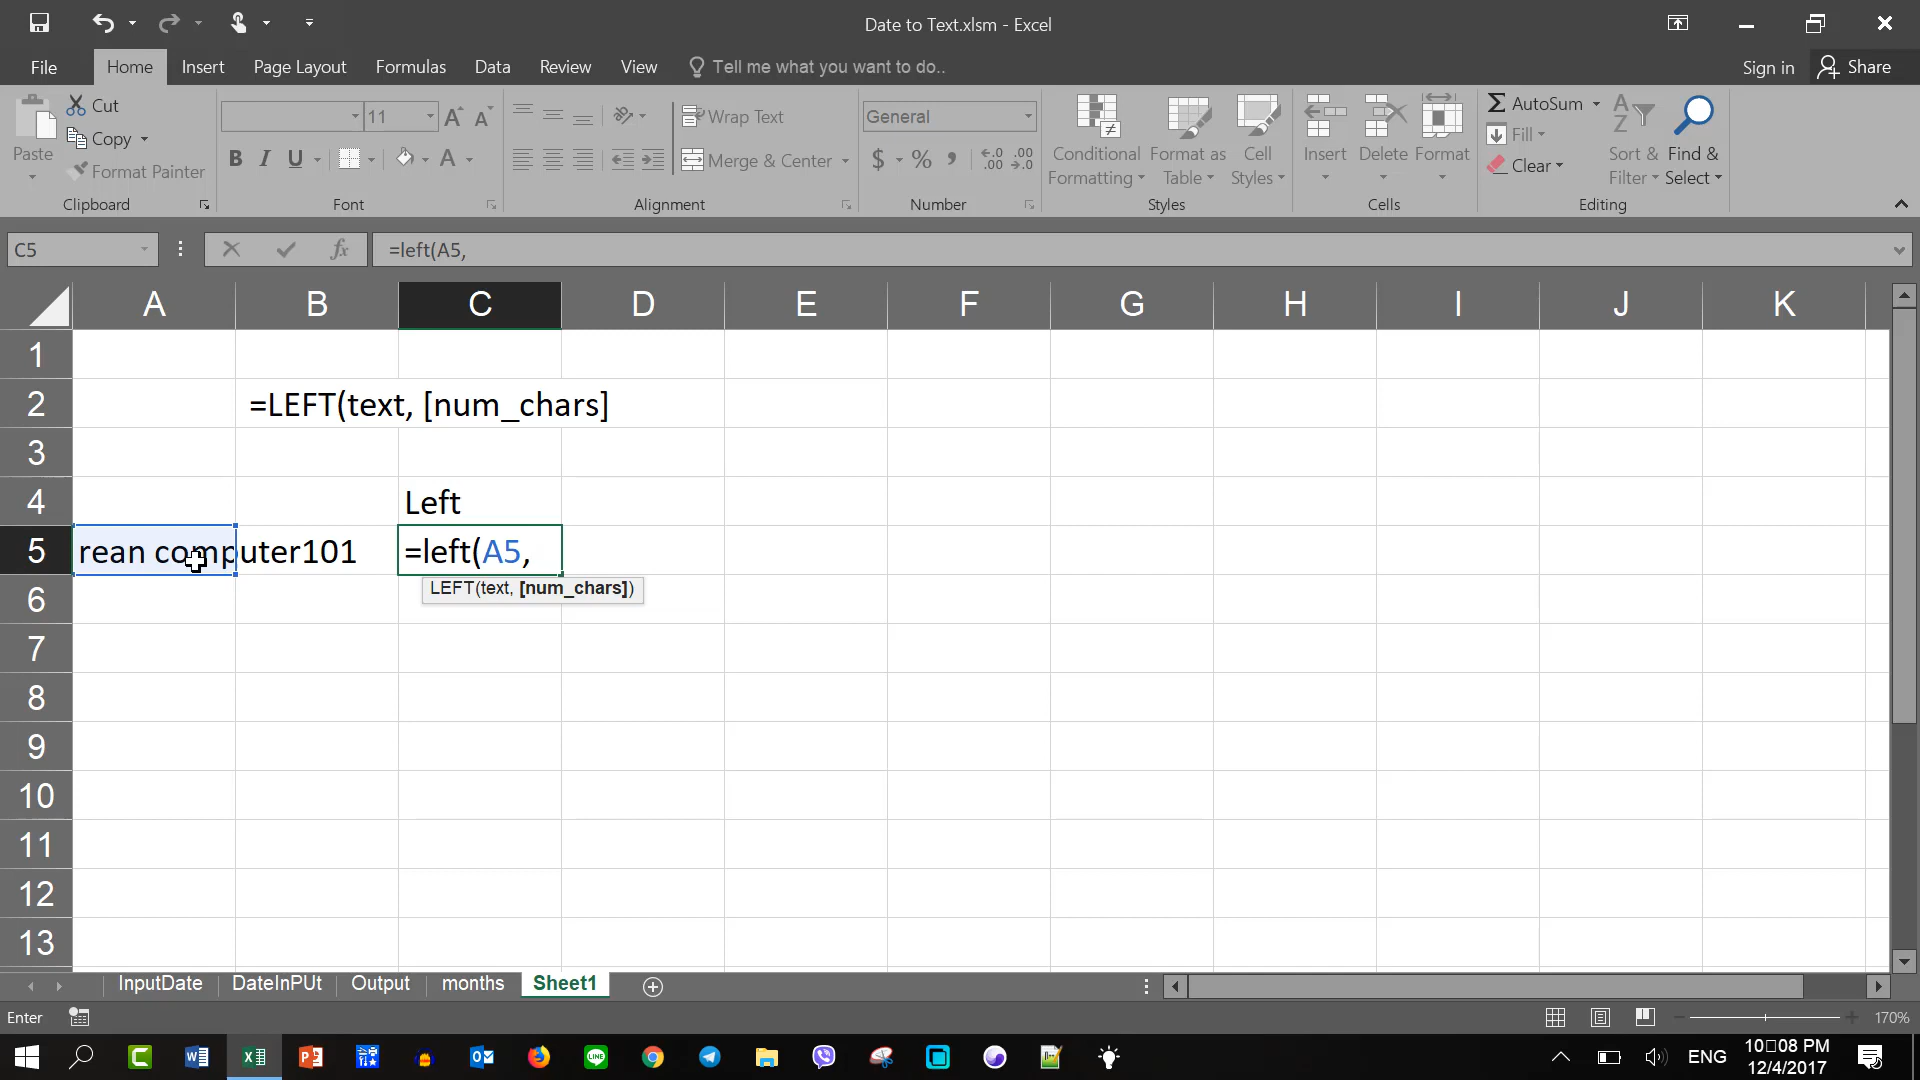 Date to Text.xlsm - Excel
File Home Insert Page Layout Formulas Data Review View Tell me what you want to do.. Sign in Share
Cut
Copy
Format Painter
Paste
Clipboard
11
B I U A
Font
Wrap Text
Merge & Center
Alignment
General
$ % ,
Number
Conditional Formatting
Format as Table
Cell Styles
Styles
Insert Delete Format
Cells
AutoSum
Fill
Clear
Sort & Filter
Find & Select
Editing
C5 fx =left(A5,
A B C D E F G H I J K
1
2 =LEFT(text, [num_chars]
3
4 Left
5 rean computer101 =left(A5,
LEFT(text, [num_chars])
6
7
8
9
10
11
12
13
InputDate DateInPUt Output months Sheet1
Enter 170%
ENG 10▯08 PM
12/4/2017